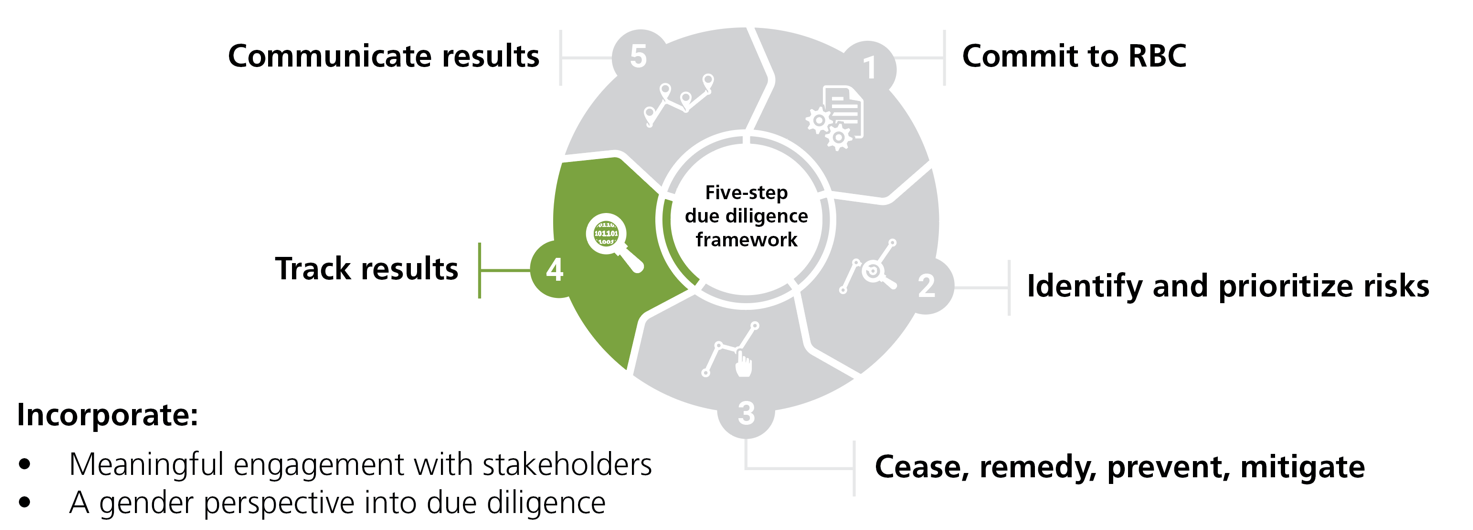 Communicate results
5
1
Commit to RBC
Five-step
due diligence
framework
101101
Track results
4
2
Identify and prioritize risks
3
Cease, remedy, prevent, mitigate
Incorporate:
• Meaningful engagement with stakeholders
• A gender perspective into due diligence